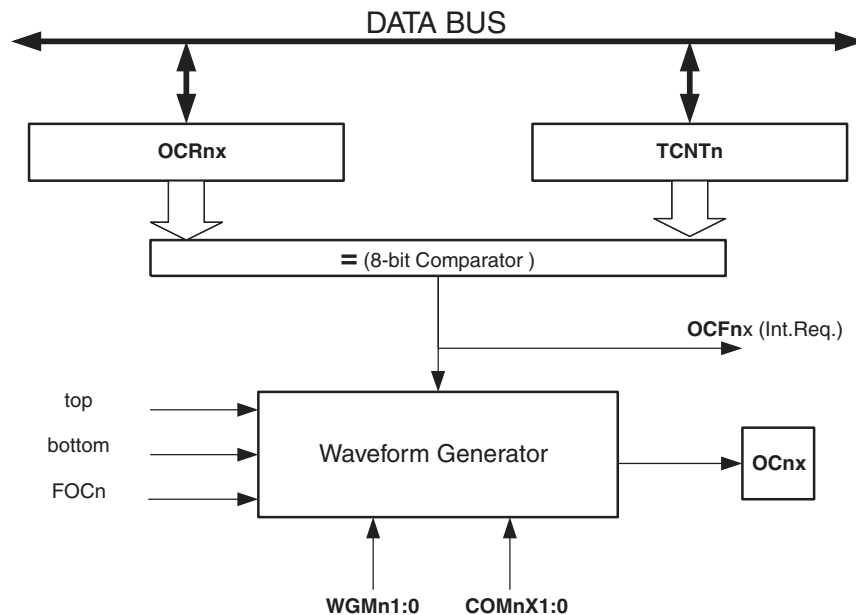 DATA BUS
OCRnx
TCNTn
= (8-bit Comparator )
OCFnx (Int.Req.)
top
bottom
FOCn
Waveform Generator
OCnx
WGMn1:0
COMnX1:0